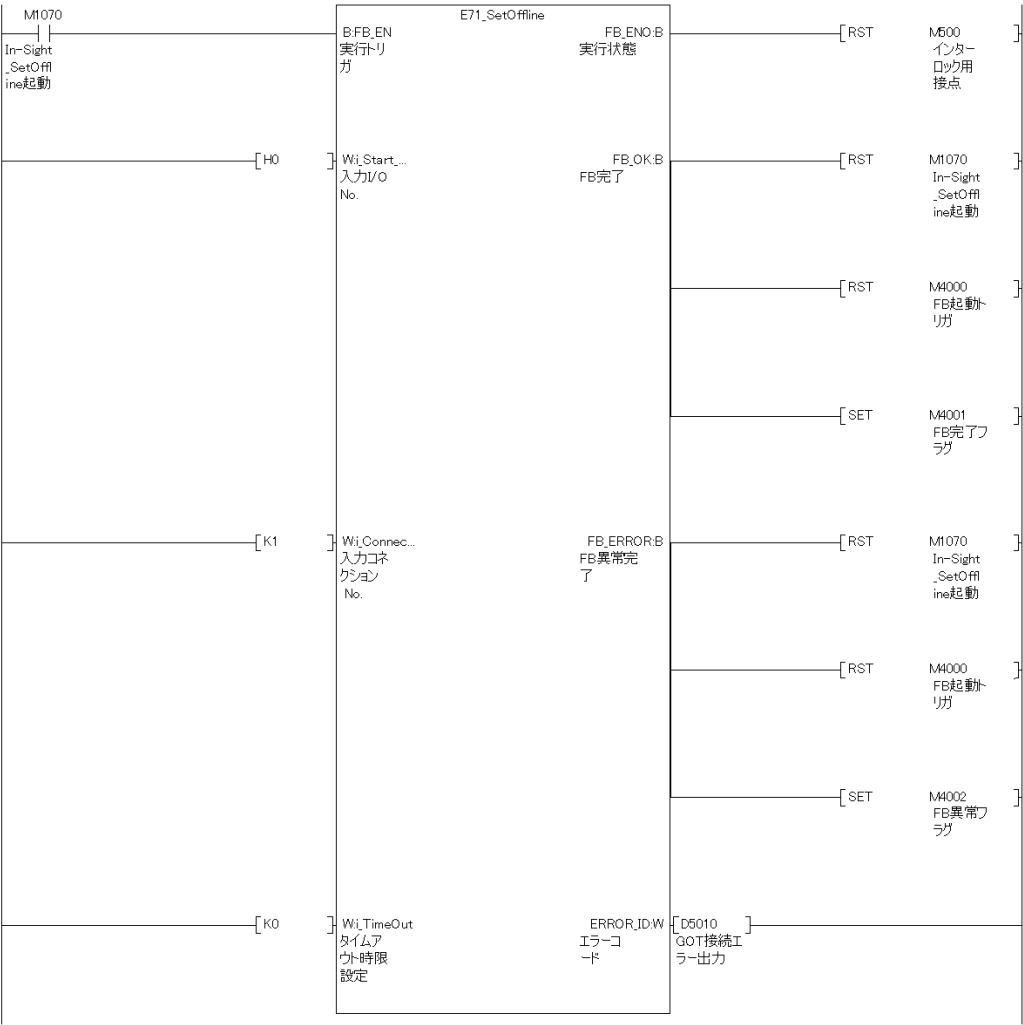 M1070
In-Sight
_SetOffl
ine起動
E71_SetOffline
B:FB_EN
実行トリ
ガ
FB_ENO:B
実行状態
RST M500
インター
ロック用
接点
H0
W:i_Start_...
入力I/O
No.
FB_OK:B
FB完了
RST M1070
In-Sight
_SetOffl
ine起動
RST M4000
FB起動ト
リガ
SET M4001
FB完了フ
ラグ
K1
W:i_Connec...
入力コネ
クション
No.
FB_ERROR:B
FB異常完
了
RST M1070
In-Sight
_SetOffl
ine起動
RST M4000
FB起動ト
リガ
SET M4002
FB異常フ
ラグ
K0
W:i_TimeOut
タイムア
ウト時限
設定
ERROR_ID:W
エラーコ
ード
D5010
GOT接続エ
ラー出力